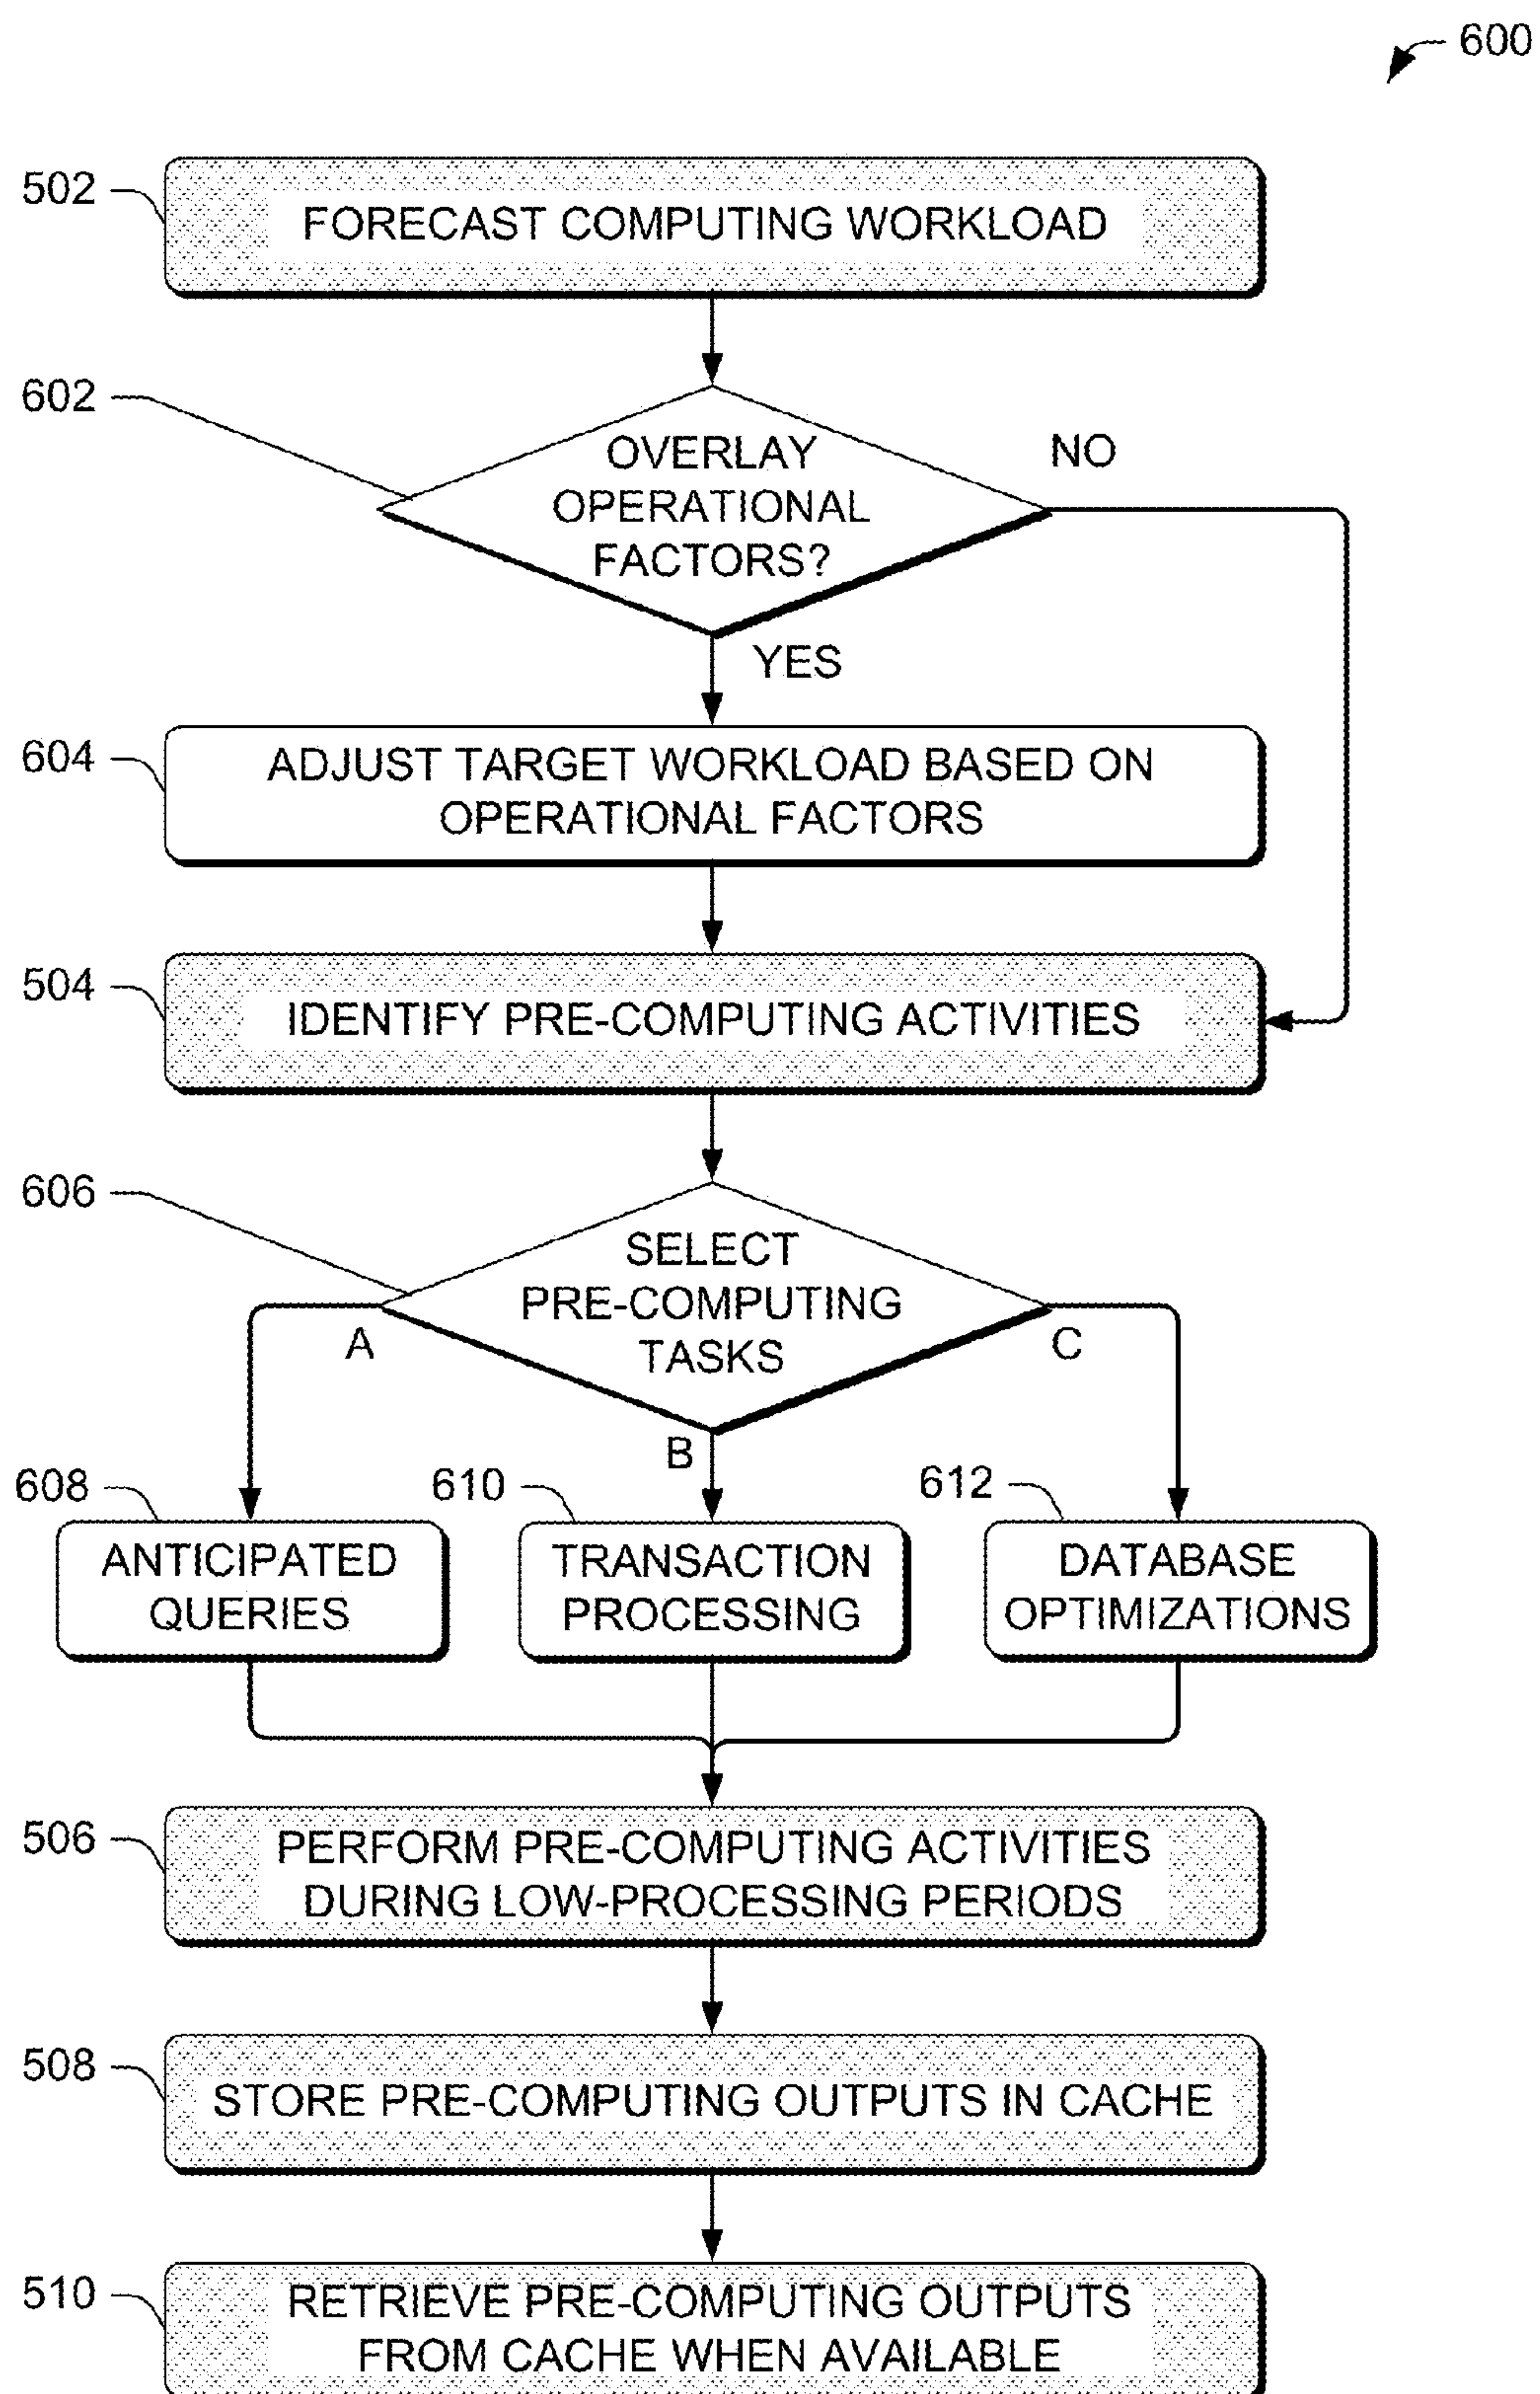 600
502
FORECAST COMPUTING WORKLOAD
602
OVERLAY
OPERATIONAL
FACTORS?
NO
YES
604
ADJUST TARGET WORKLOAD BASED ON
OPERATIONAL FACTORS
504
IDENTIFY PRE-COMPUTING ACTIVITIES
606
SELECT
PRE-COMPUTING
TASKS
A
B
C
608
ANTICIPATED
QUERIES
610
TRANSACTION
PROCESSING
612
DATABASE
OPTIMIZATIONS
506
PERFORM PRE-COMPUTING ACTIVITIES
DURING LOW-PROCESSING PERIODS
508
STORE PRE-COMPUTING OUTPUTS IN CACHE
510
RETRIEVE PRE-COMPUTING OUTPUTS
FROM CACHE WHEN AVAILABLE